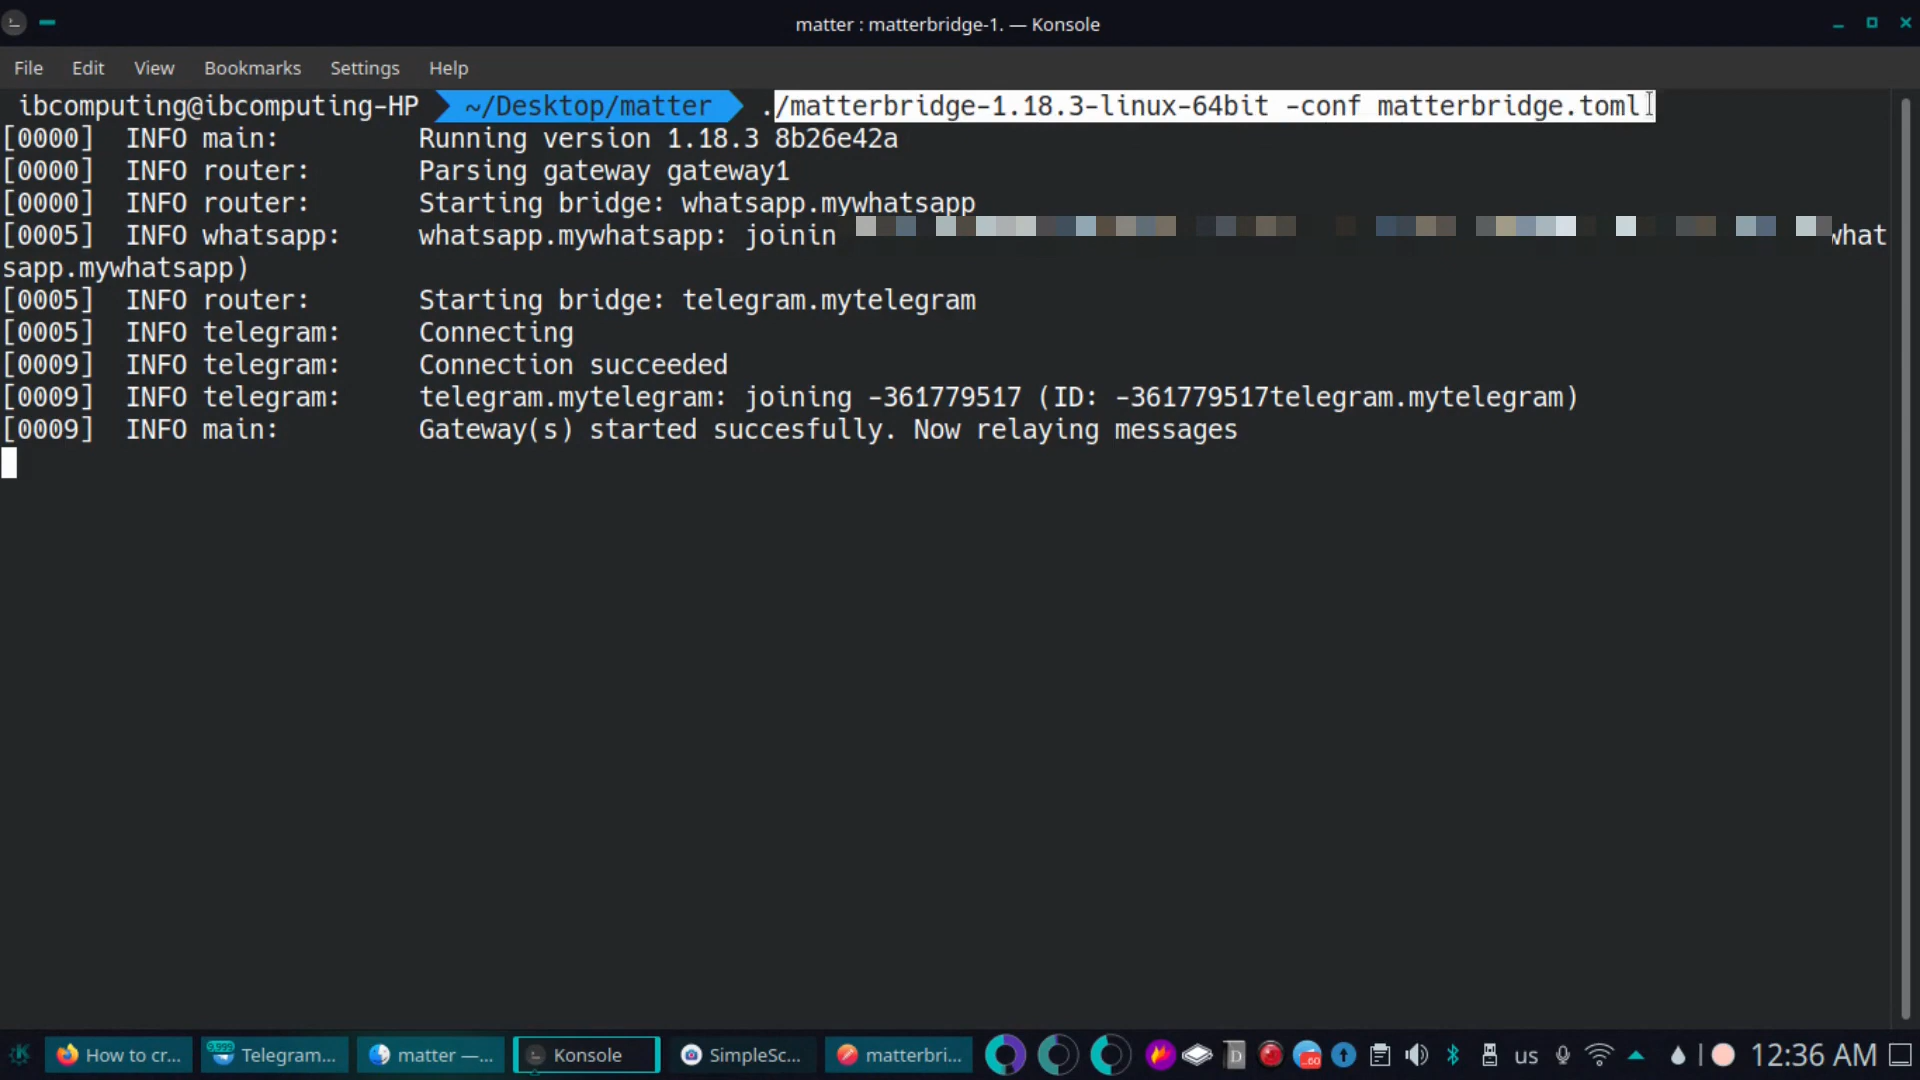 matter : matterbridge-1. — Konsole
File Edit View Bookmarks Settings Help
ibcomputing@ibcomputing-HP ~/Desktop/matter ./matterbridge-1.18.3-linux-64bit -conf matterbridge.toml
[0000] INFO main: Running version 1.18.3 8b26e42a
[0000] INFO router: Parsing gateway gateway1
[0000] INFO router: Starting bridge: whatsapp.mywhatsapp
[0005] INFO whatsapp: whatsapp.mywhatsapp: joinin what
sapp.mywhatsapp)
[0005] INFO router: Starting bridge: telegram.mytelegram
[0005] INFO telegram: Connecting
[0009] INFO telegram: Connection succeeded
[0009] INFO telegram: telegram.mytelegram: joining -361779517 (ID: -361779517telegram.mytelegram)
[0009] INFO main: Gateway(s) started succesfully. Now relaying messages
How to cr... Telegram... matter —... Konsole SimpleSc... matterbri... D 60 us 12:36 AM